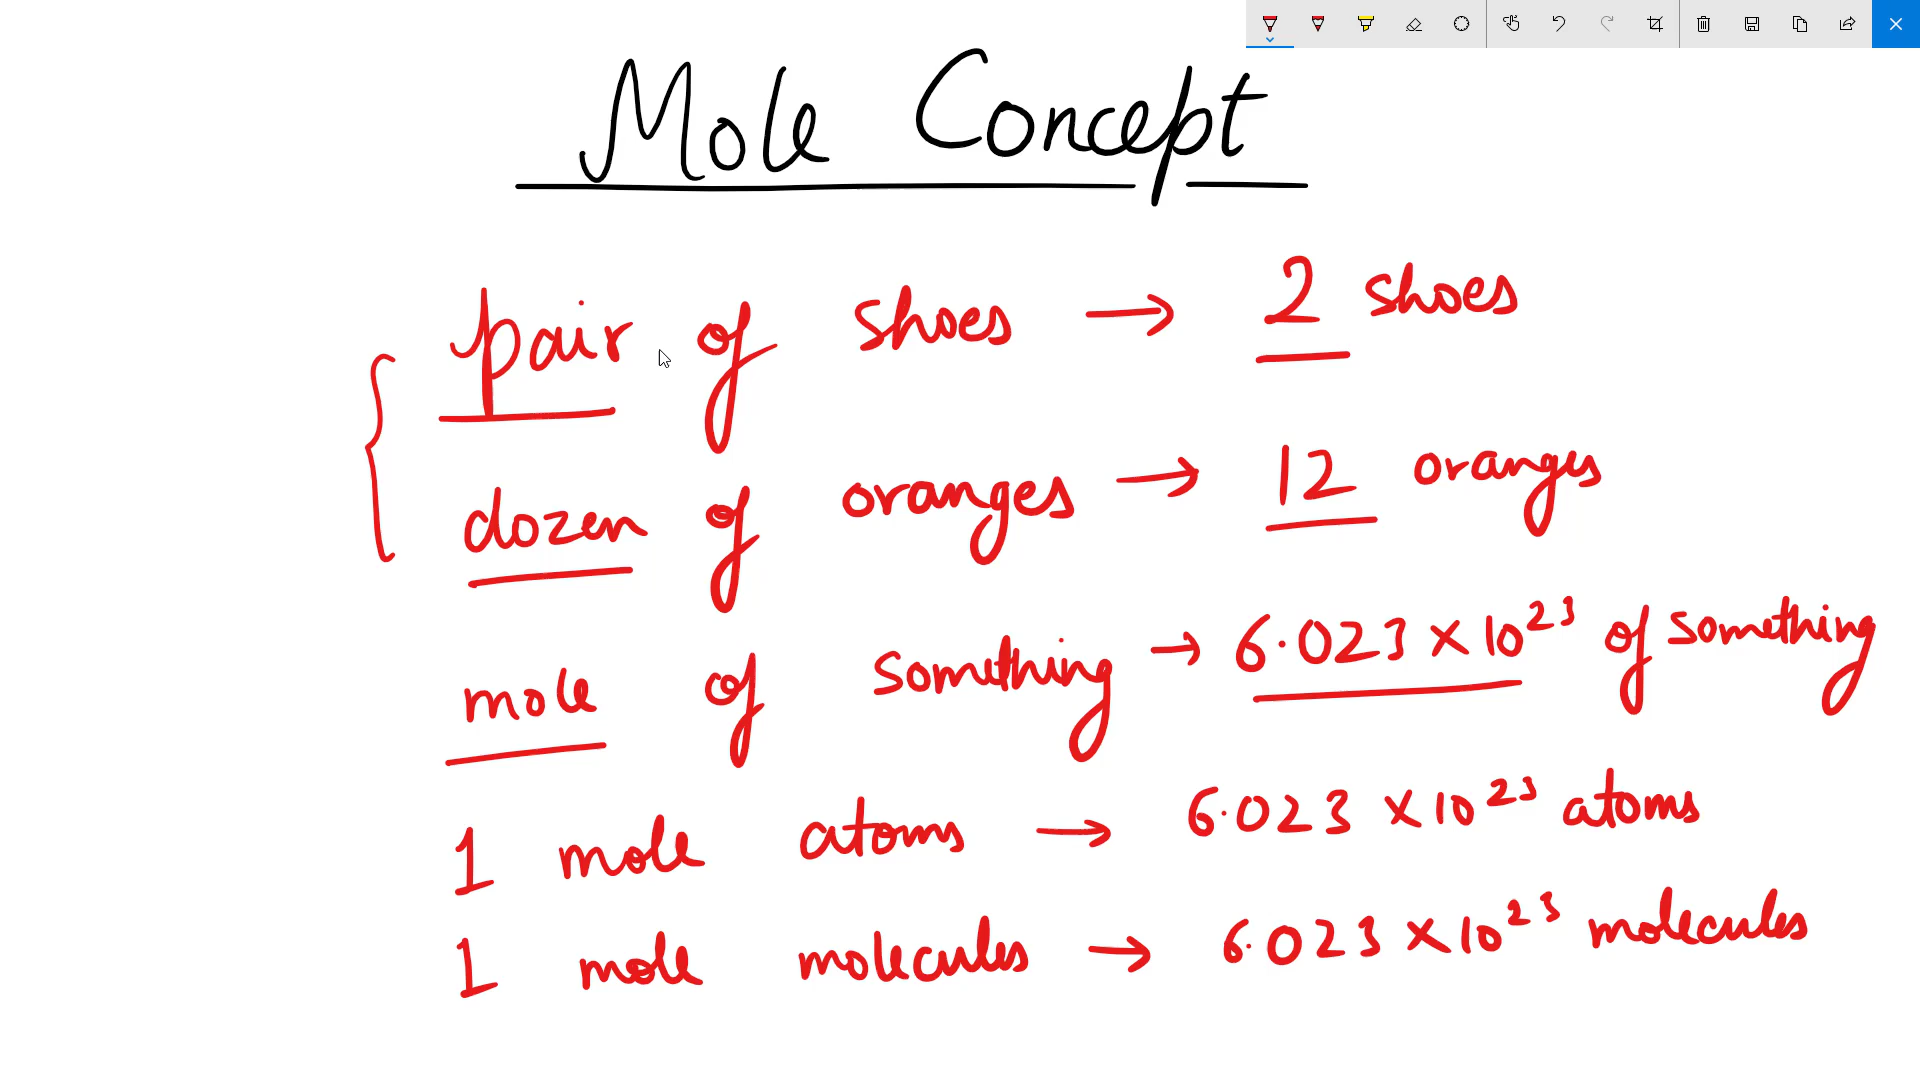 Mole Concept
pair of shoes → 2 shoes
dozen of oranges → 12 oranges
mole of something → 6.023 × 10²³ of something
1 mole atoms → 6.023 × 10²³ atoms
1 mole molecules → 6.023 × 10²³ molecules